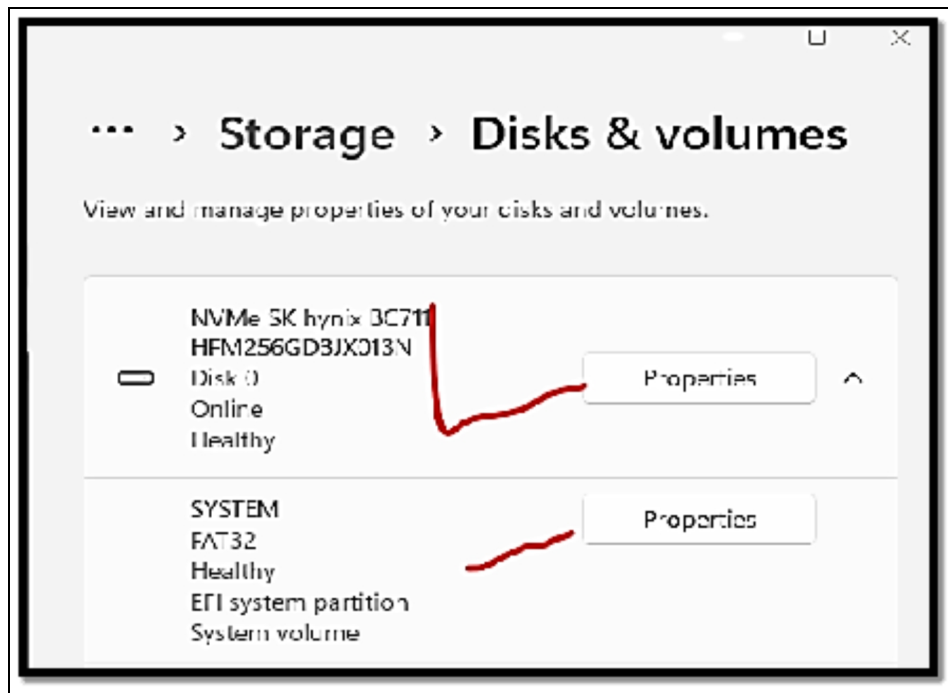 ... > Storage > Disks & volumes
View and manage properties of your disks and volumes.
NVMe SK hynix BC711
HFM256GD3JX013N
Disk 0
Online
Healthy
Properties
SYSTEM
FAT32
Healthy
EFI system partition
System volume
Properties